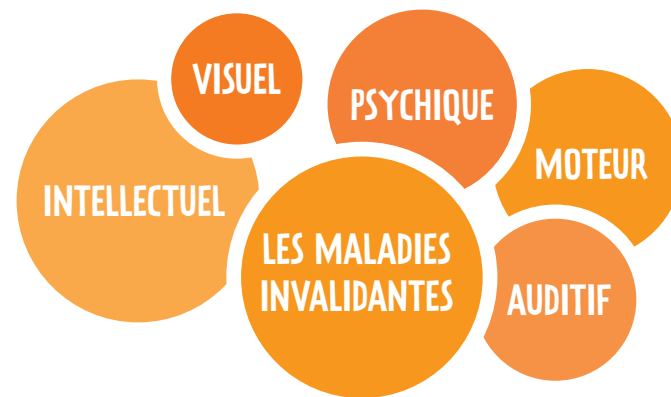 VISUEL
PSYCHIQUE
MOTEUR
INTELLECTUEL
LES MALADIES
INVALIDANTES
AUDITIF